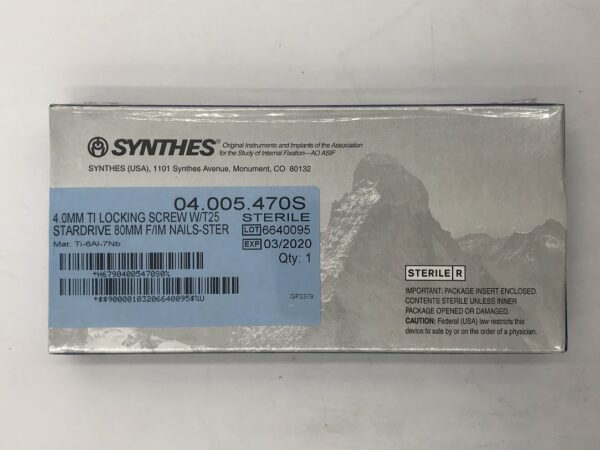 SYNTHES® Original Instruments and Implants of the Association
for the Study of Internal Fixation—AO ASIF
SYNTHES (USA), 1101 Synthes Avenue, Monument, CO 80132
04.005.470S
4.0MM TI LOCKING SCREW W/T25 STERILE
STARDRIVE 80MM F/IM NAILS-STER LOT 6640095
Mat: Ti-6Al-7Nb EXP 03/2020
Qty: 1
*H67904005470S0%
*$$90000103206640095#%U
GP2379
STERILE R
IMPORTANT: PACKAGE INSERT ENCLOSED.
CONTENTS STERILE UNLESS INNER
PACKAGE OPENED OR DAMAGED.
CAUTION: Federal (USA) law restricts this
device to sale by or on the order of a physician.